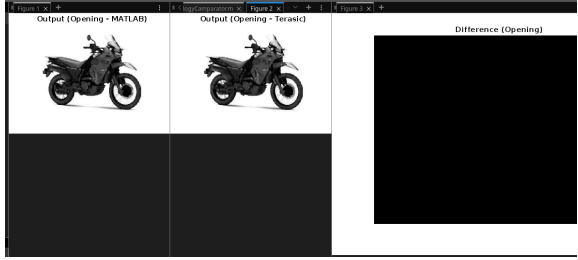 Figure 1
Output (Opening - MATLAB)
Figure 2
Output (Opening - Terasic)
Figure 3
Difference (Opening)